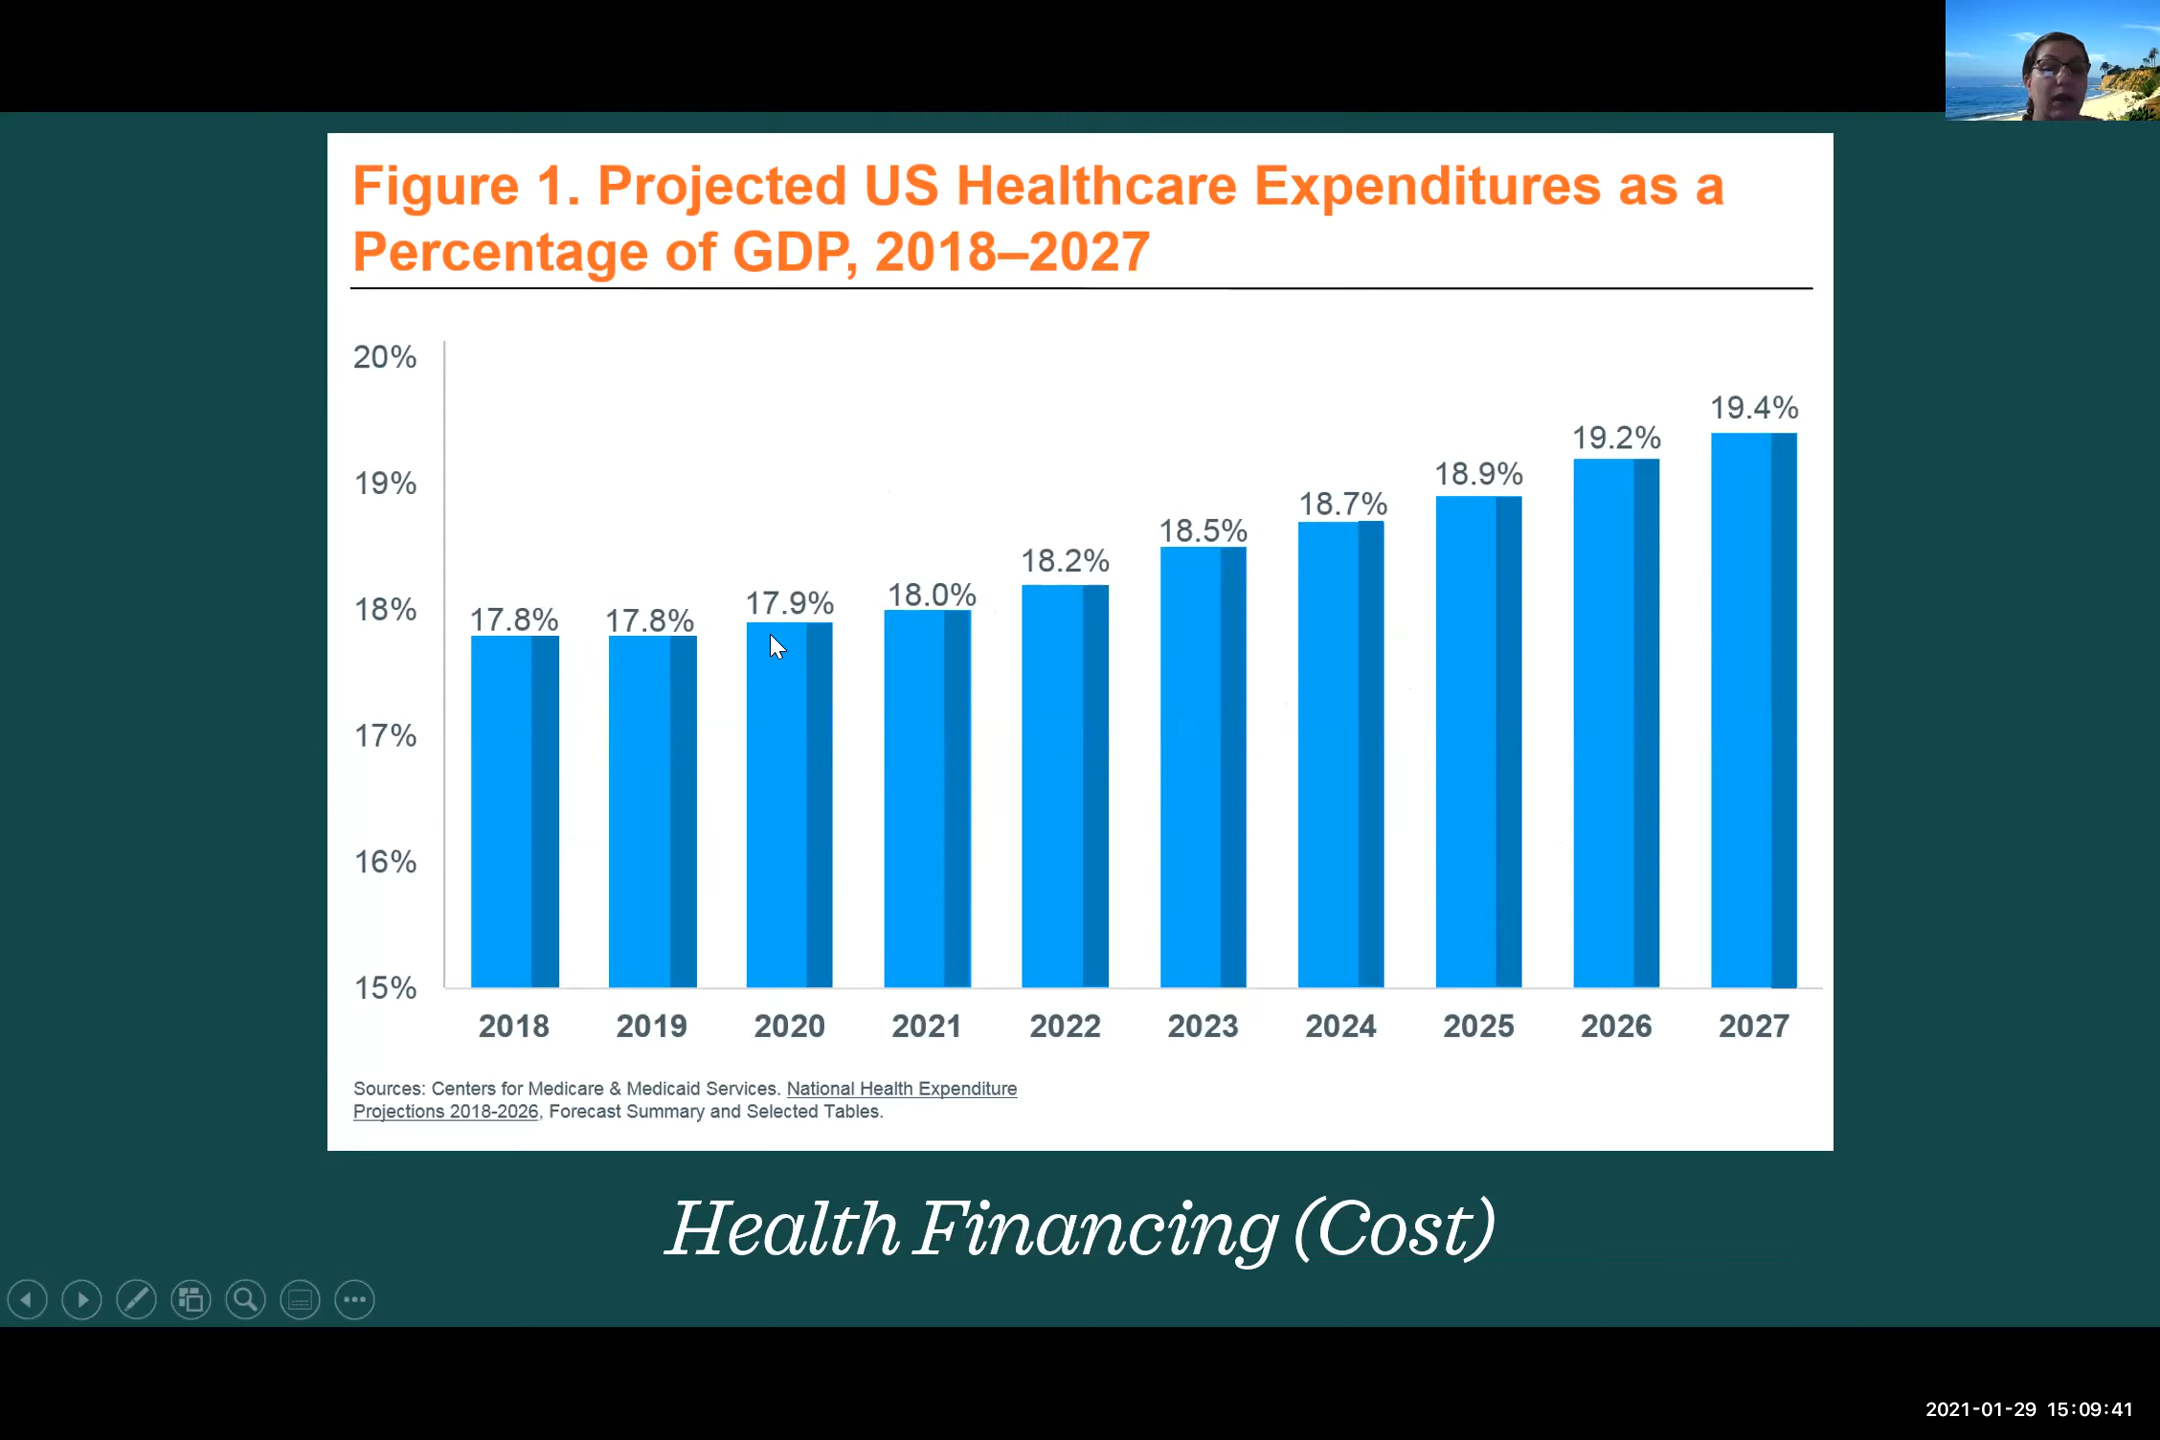 Figure 1. Projected US Healthcare Expenditures as a
Percentage of GDP, 2018–2027
20%
19%
18%
17%
16%
15%
17.8%
17.8%
17.9%
18.0%
18.2%
18.5%
18.7%
18.9%
19.2%
19.4%
2018 2019 2020 2021 2022 2023 2024 2025 2026 2027
Sources: Centers for Medicare & Medicaid Services. National Health Expenditure
Projections 2018-2026, Forecast Summary and Selected Tables.
Health Financing (Cost)
2021-01-29 15:09:41